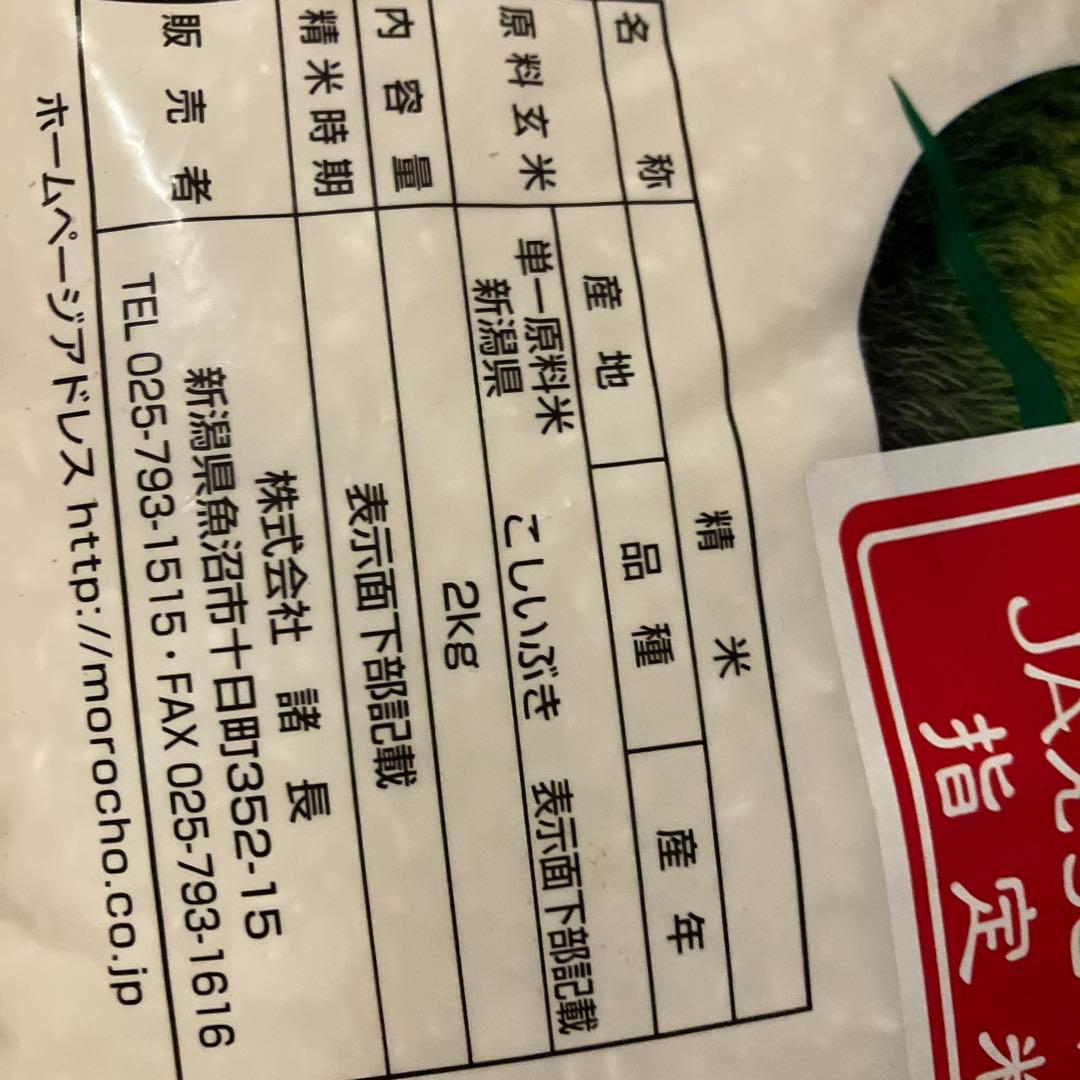 名称 精米
原料玄米 産地 品種 産年
単一原料米
新潟県 こしいぶき 表示面下部記載
内容量 2kg
精米時期 表示面下部記載
販売者 株式会社 諸長
新潟県魚沼市十日町352-15
TEL 025-793-1515・FAX 025-793-1616
ホームページアドレス http://morocho.co.jp
JA
指定米